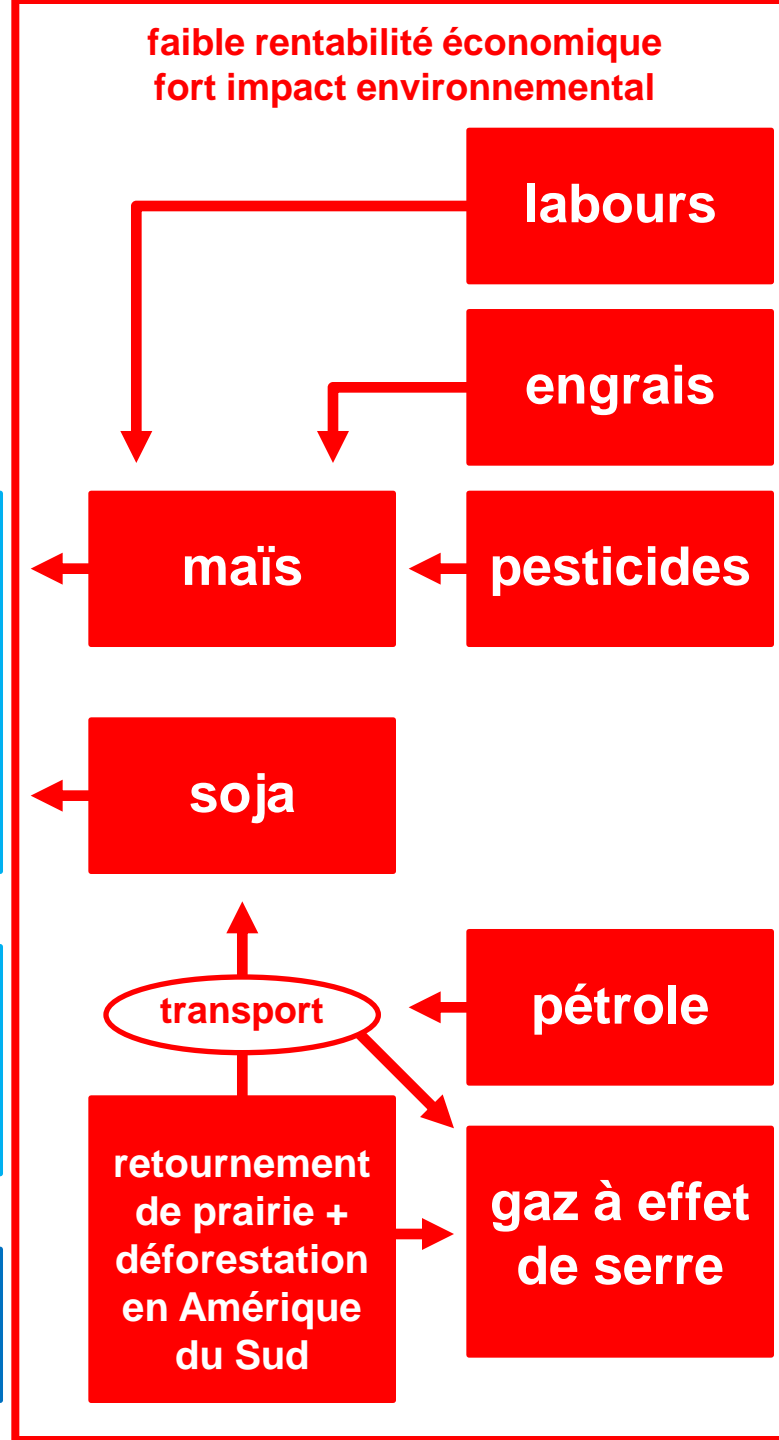 faible rentabilité économique
fort impact environnemental
labours
engrais
maïs
pesticides
soja
transport
pétrole
retournement
de prairie +
déforestation
en Amérique
du Sud
gaz à effet
de serre